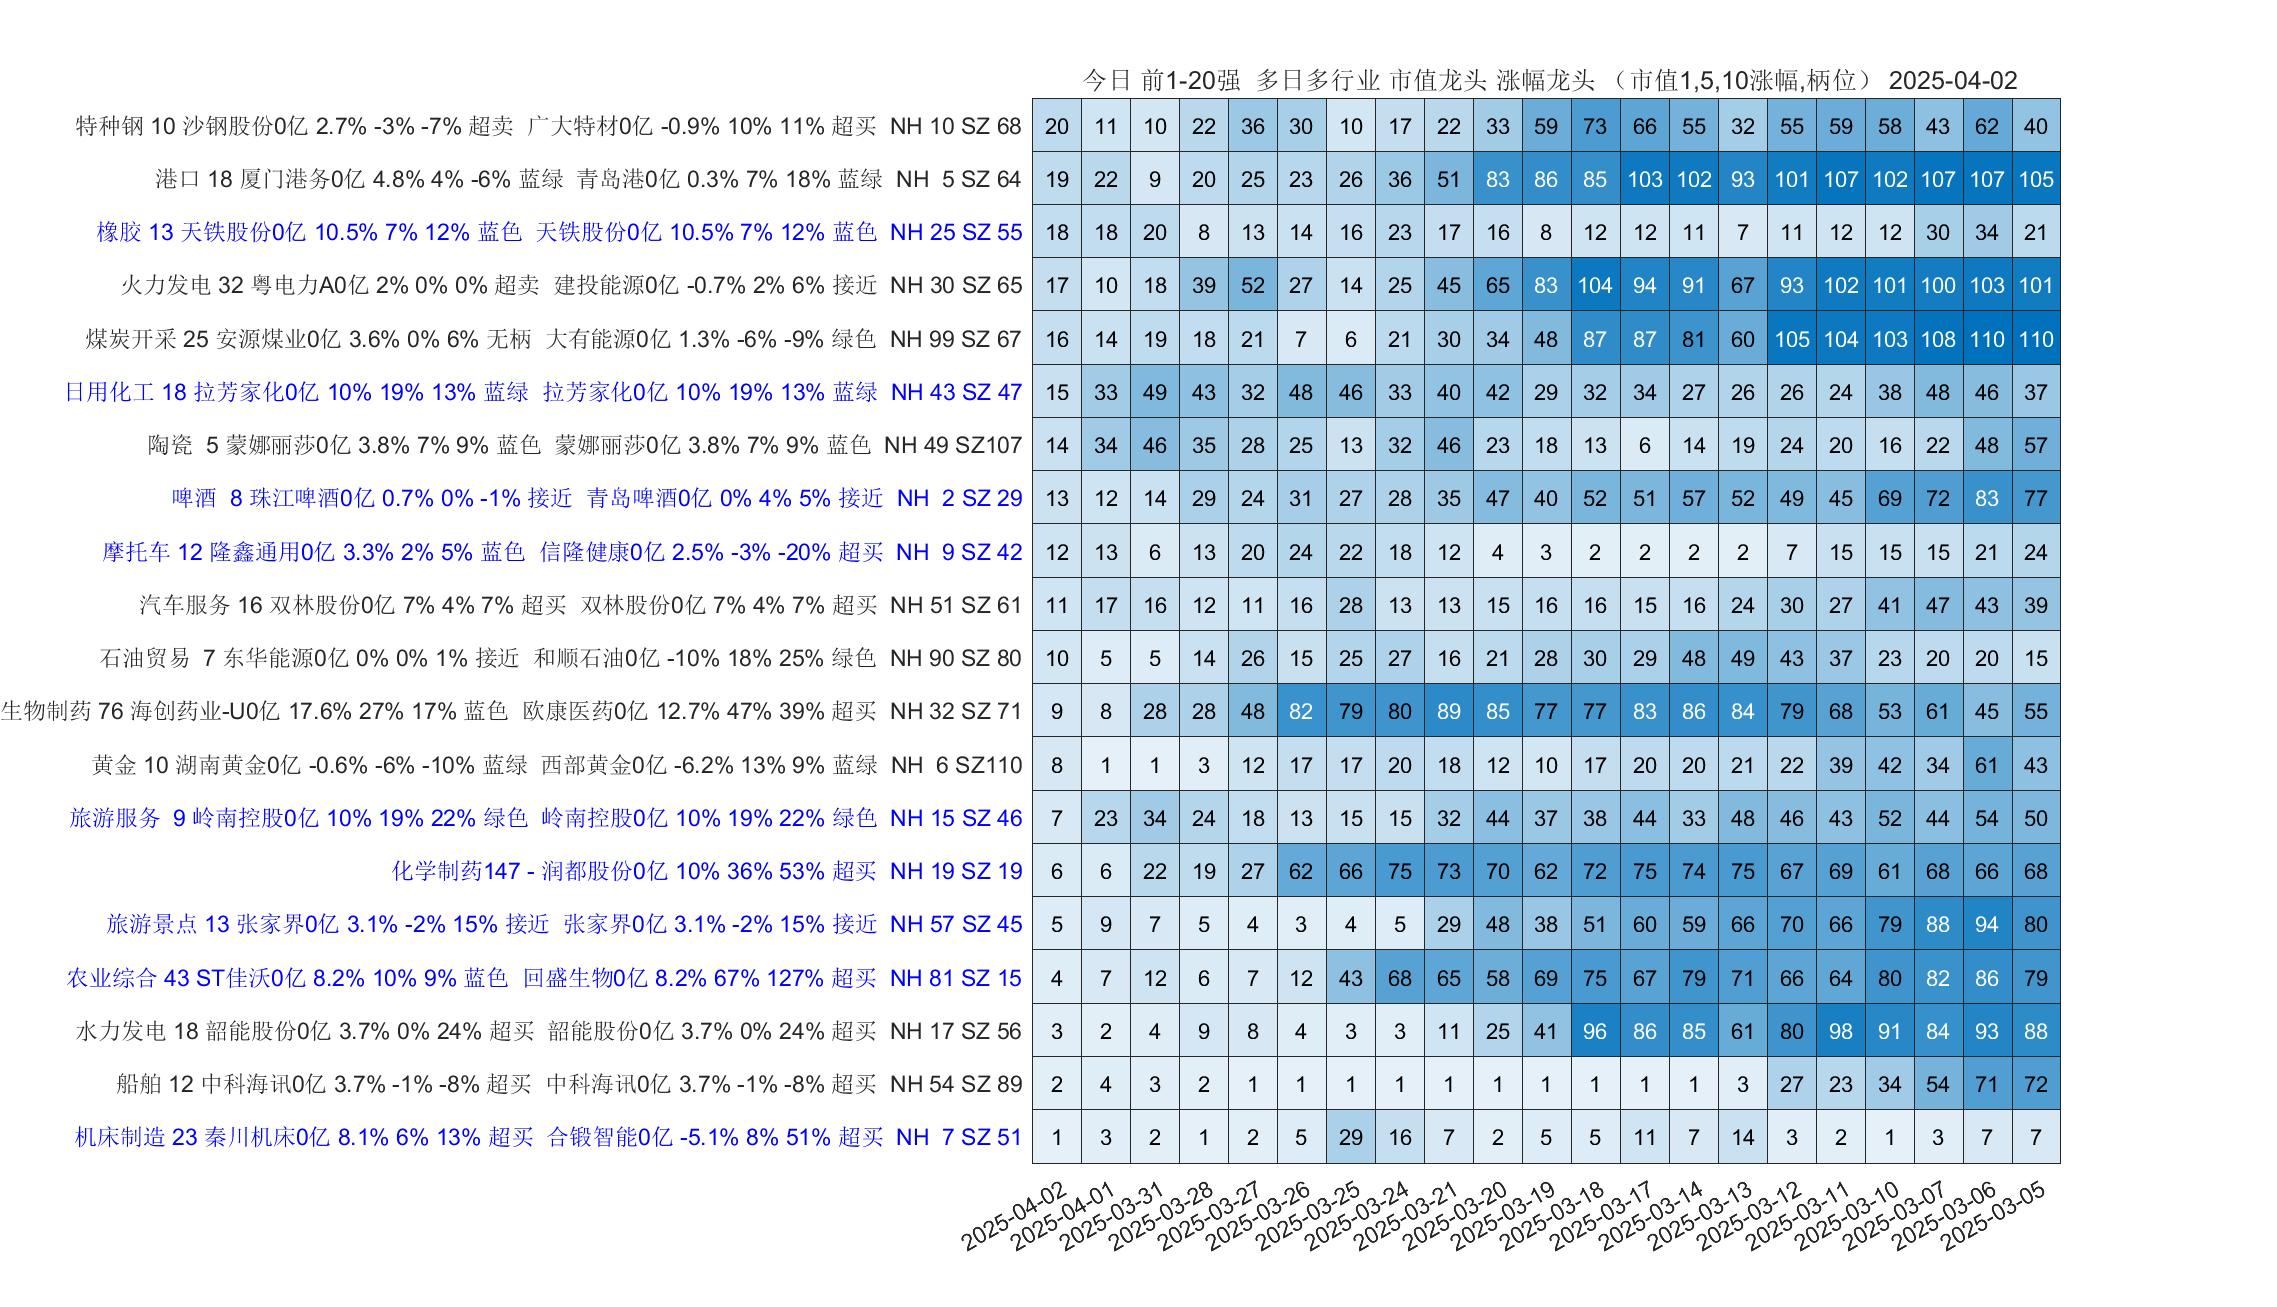 今日 前1-20强 多日多行业 市值龙头 涨幅龙头 （市值1,5,10涨幅,柄位） 2025-04-02
特种钢 10 沙钢股份0亿 2.7% -3% -7% 超卖 广大特材0亿 -0.9% 10% 11% 超买 NH 10 SZ 68 20 11 10 22 36 30 10 17 22 33 59 73 66 55 32 55 59 58 43 62 40
港口 18 厦门港务0亿 4.8% 4% -6% 蓝绿 青岛港0亿 0.3% 7% 18% 蓝绿 NH 5 SZ 64 19 22 9 20 25 23 26 36 51 83 86 85 103 102 93 101 107 102 107 107 105
橡胶 13 天铁股份0亿 10.5% 7% 12% 蓝色 天铁股份0亿 10.5% 7% 12% 蓝色 NH 25 SZ 55 18 18 20 8 13 14 16 23 17 16 8 12 12 11 7 11 12 12 30 34 21
火力发电 32 粤电力A0亿 2% 0% 0% 超卖 建投能源0亿 -0.7% 2% 6% 接近 NH 30 SZ 65 17 10 18 39 52 27 14 25 45 65 83 104 94 91 67 93 102 101 100 103 101
煤炭开采 25 安源煤业0亿 3.6% 0% 6% 无柄 大有能源0亿 1.3% -6% -9% 绿色 NH 99 SZ 67 16 14 19 18 21 7 6 21 30 34 48 87 87 81 60 105 104 103 108 110 110
日用化工 18 拉芳家化0亿 10% 19% 13% 蓝绿 拉芳家化0亿 10% 19% 13% 蓝绿 NH 43 SZ 47 15 33 49 43 32 48 46 33 40 42 29 32 34 27 26 26 24 38 48 46 37
陶瓷 5 蒙娜丽莎0亿 3.8% 7% 9% 蓝色 蒙娜丽莎0亿 3.8% 7% 9% 蓝色 NH 49 SZ107 14 34 46 35 28 25 13 32 46 23 18 13 6 14 19 24 20 16 22 48 57
啤酒 8 珠江啤酒0亿 0.7% 0% -1% 接近 青岛啤酒0亿 0% 4% 5% 接近 NH 2 SZ 29 13 12 14 29 24 31 27 28 35 47 40 52 51 57 52 49 45 69 72 83 77
摩托车 12 隆鑫通用0亿 3.3% 2% 5% 蓝色 信隆健康0亿 2.5% -3% -20% 超买 NH 9 SZ 42 12 13 6 13 20 24 22 18 12 4 3 2 2 2 2 7 15 15 15 21 24
汽车服务 16 双林股份0亿 7% 4% 7% 超买 双林股份0亿 7% 4% 7% 超买 NH 51 SZ 61 11 17 16 12 11 16 28 13 13 15 16 16 15 16 24 30 27 41 47 43 39
石油贸易 7 东华能源0亿 0% 0% 1% 接近 和顺石油0亿 -10% 18% 25% 绿色 NH 90 SZ 80 10 5 5 14 26 15 25 27 16 21 28 30 29 48 49 43 37 23 20 20 15
生物制药 76 海创药业-U0亿 17.6% 27% 17% 蓝色 欧康医药0亿 12.7% 47% 39% 超买 NH 32 SZ 71 9 8 28 28 48 82 79 80 89 85 77 77 83 86 84 79 68 53 61 45 55
黄金 10 湖南黄金0亿 -0.6% -6% -10% 蓝绿 西部黄金0亿 -6.2% 13% 9% 蓝绿 NH 6 SZ110 8 1 1 3 12 17 17 20 18 12 10 17 20 20 21 22 39 42 34 61 43
旅游服务 9 岭南控股0亿 10% 19% 22% 绿色 岭南控股0亿 10% 19% 22% 绿色 NH 15 SZ 46 7 23 34 24 18 13 15 15 32 44 37 38 44 33 48 46 43 52 44 54 50
化学制药147 - 润都股份0亿 10% 36% 53% 超买 NH 19 SZ 19 6 6 22 19 27 62 66 75 73 70 62 72 75 74 75 67 69 61 68 66 68
旅游景点 13 张家界0亿 3.1% -2% 15% 接近 张家界0亿 3.1% -2% 15% 接近 NH 57 SZ 45 5 9 7 5 4 3 4 5 29 48 38 51 60 59 66 70 66 79 88 94 80
农业综合 43 ST佳沃0亿 8.2% 10% 9% 蓝色 回盛生物0亿 8.2% 67% 127% 超买 NH 81 SZ 15 4 7 12 6 7 12 43 68 65 58 69 75 67 79 71 66 64 80 82 86 79
水力发电 18 韶能股份0亿 3.7% 0% 24% 超买 韶能股份0亿 3.7% 0% 24% 超买 NH 17 SZ 56 3 2 4 9 8 4 3 3 11 25 41 96 86 85 61 80 98 91 84 93 88
船舶 12 中科海讯0亿 3.7% -1% -8% 超买 中科海讯0亿 3.7% -1% -8% 超买 NH 54 SZ 89 2 4 3 2 1 1 1 1 1 1 1 1 1 1 3 27 23 34 54 71 72
机床制造 23 秦川机床0亿 8.1% 6% 13% 超买 合锻智能0亿 -5.1% 8% 51% 超买 NH 7 SZ 51 1 3 2 1 2 5 29 16 7 2 5 5 11 7 14 3 2 1 3 7 7
2025-04-02 2025-04-01 2025-03-31 2025-03-28 2025-03-27 2025-03-26 2025-03-25 2025-03-24 2025-03-21 2025-03-20 2025-03-19 2025-03-18 2025-03-17 2025-03-14 2025-03-13 2025-03-12 2025-03-11 2025-03-10 2025-03-07 2025-03-06 2025-03-05